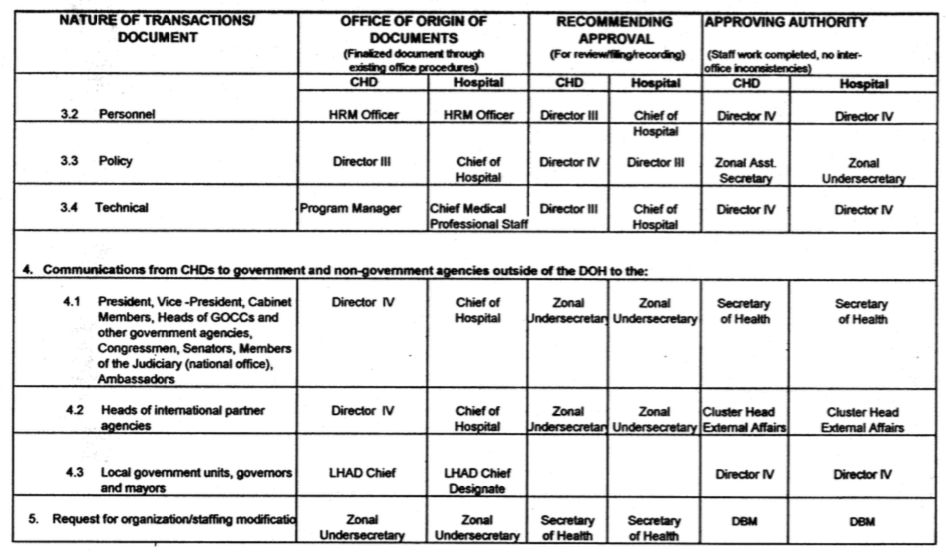 NATURE OF TRANSACTIONS/ DOCUMENT
OFFICE OF ORIGIN OF DOCUMENTS
(Finalized document through existing office procedures)
RECOMMENDING APPROVAL
(For review/filing/recording)
APPROVING AUTHORITY
(Staff work completed, no inter-office inconsistencies)
CHD Hospital CHD Hospital CHD Hospital
3.2 Personnel HRM Officer HRM Officer Director III Chief of Hospital Director IV Director IV
3.3 Policy Director III Chief of Hospital Director IV Director III Zonal Asst. Secretary Zonal Undersecretary
3.4 Technical Program Manager Chief Medical Professional Staff Director III Chief of Hospital Director IV Director IV
4. Communications from CHDs to government and non-government agencies outside of the DOH to the:
4.1 President, Vice -President, Cabinet Members, Heads of GOCCs and other government agencies, Congressmen, Senators, Members of the Judiciary (national office), Ambassadors Director IV Chief of Hospital Zonal Undersecretary Zonal Undersecretary Secretary of Health Secretary of Health
4.2 Heads of international partner agencies Director IV Chief of Hospital Zonal Undersecretary Zonal Undersecretary Cluster Head External Affairs Cluster Head External Affairs
4.3 Local government units, governors and mayors LHAD Chief LHAD Chief Designate Director IV Director IV
5. Request for organization/staffing modificatio Zonal Undersecretary Zonal Undersecretary Secretary of Health Secretary of Health DBM DBM